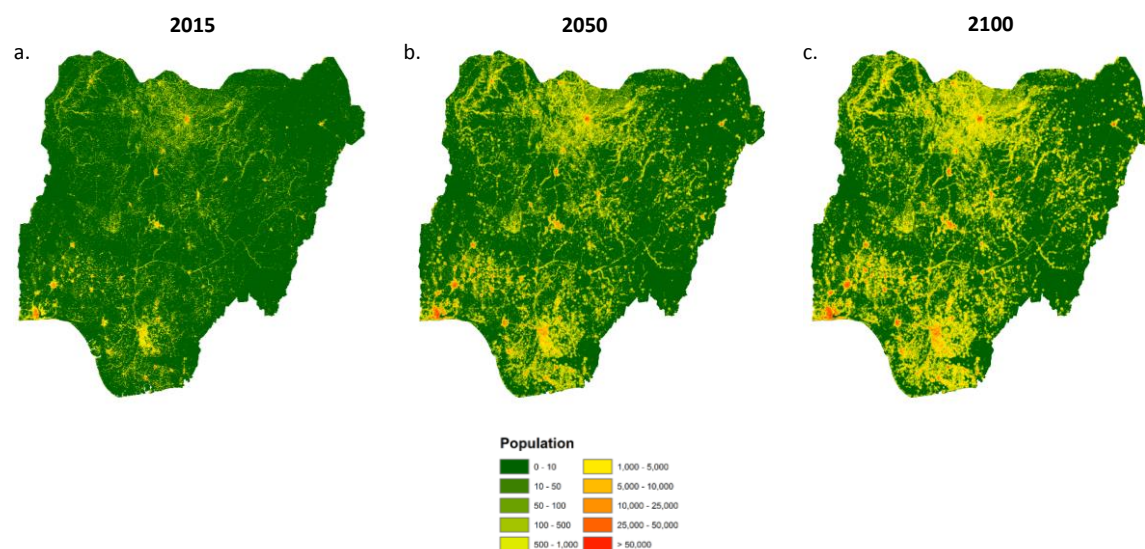 2015 2050 2100
a. b. c.
Population
0 - 10 1,000 - 5,000
10 - 50 5,000 - 10,000
50 - 100 10,000 - 25,000
100 - 500 25,000 - 50,000
500 - 1,000 > 50,000